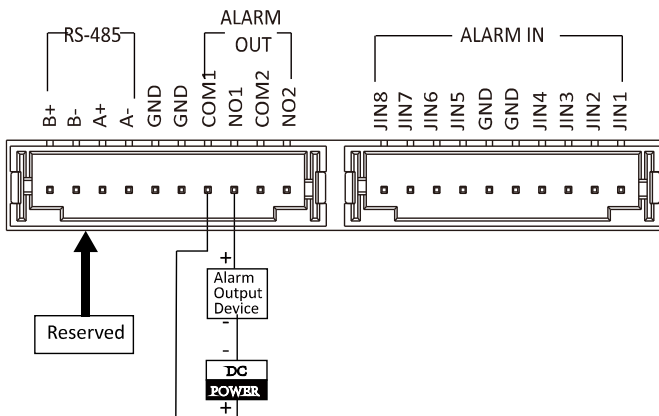 ALARM
OUT
RS-485
ALARM IN
B+ B- A+ A- GND GND COM1 NO1 COM2 NO2
JIN8 JIN7 JIN6 JIN5 GND GND JIN4 JIN3 JIN2 JIN1
+
Alarm
Output
Device
-
Reserved
-
DC
POWER
+